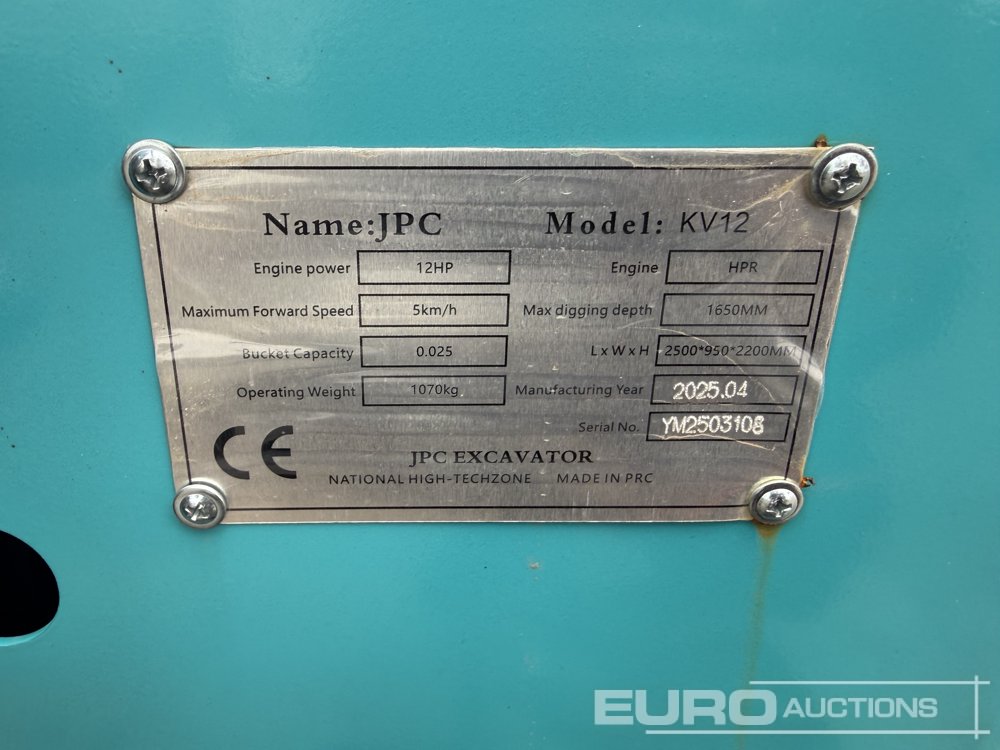 Name:JPC Model: KV12
Engine power 12HP Engine HPR
Maximum Forward Speed 5km/h Max digging depth 1650MM
Bucket Capacity 0.025 LxWxH 2500*950*2200MM
Operating Weight 1070kg Manufacturing Year 2025.04
Serial No. YM2503108
CE
JPC EXCAVATOR
NATIONAL HIGH-TECHZONE MADE IN PRC
EURO AUCTIONS